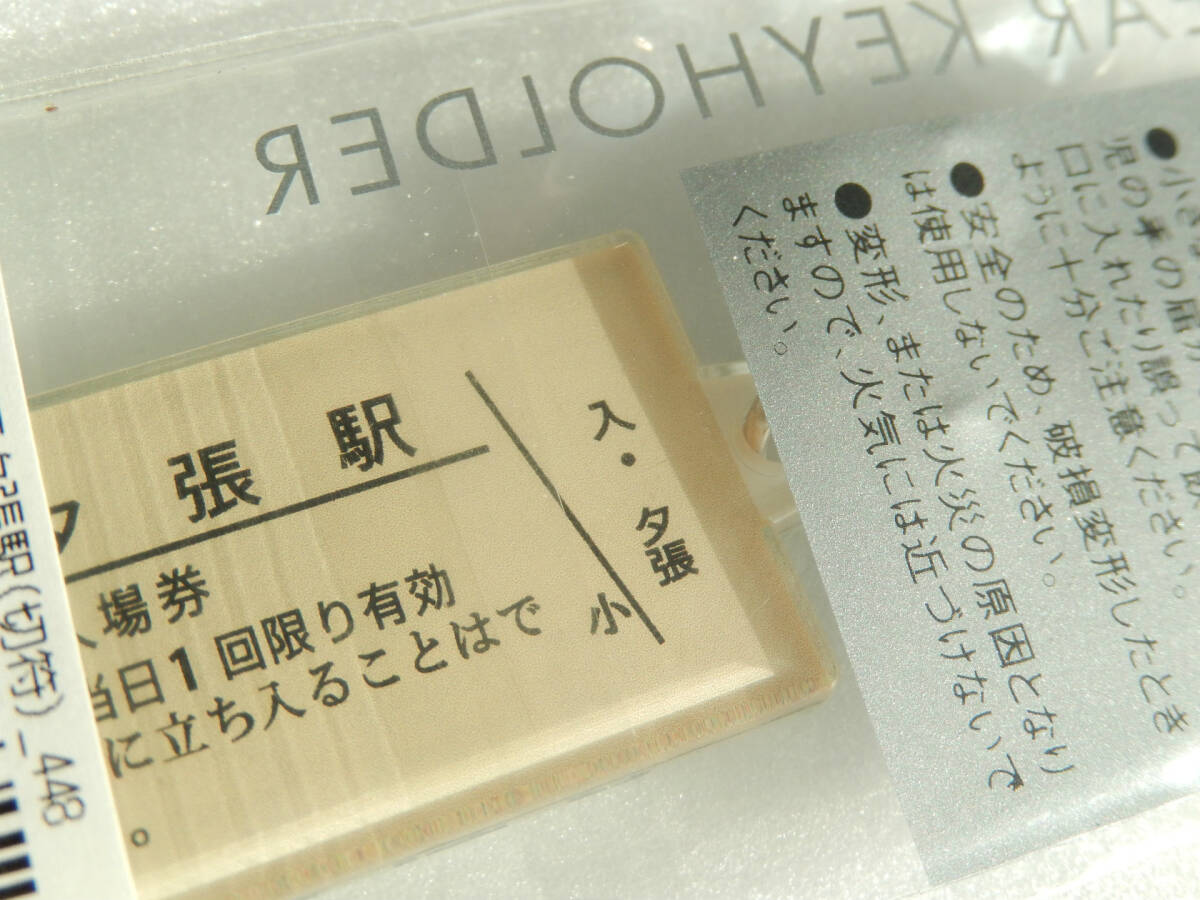 AR KEYHOLDER
夕張駅
入・夕張
小
場券
当日1回限り有効
に立ち入ることはで
。
駅(切符)-448
児の手の届
口に入れたり誤って
ように十分ご注意ください。
●安全のため、破損変形したとき
は使用しないでください。
●変形、または火災の原因となり
ますので、火気には近づけないで
ください。